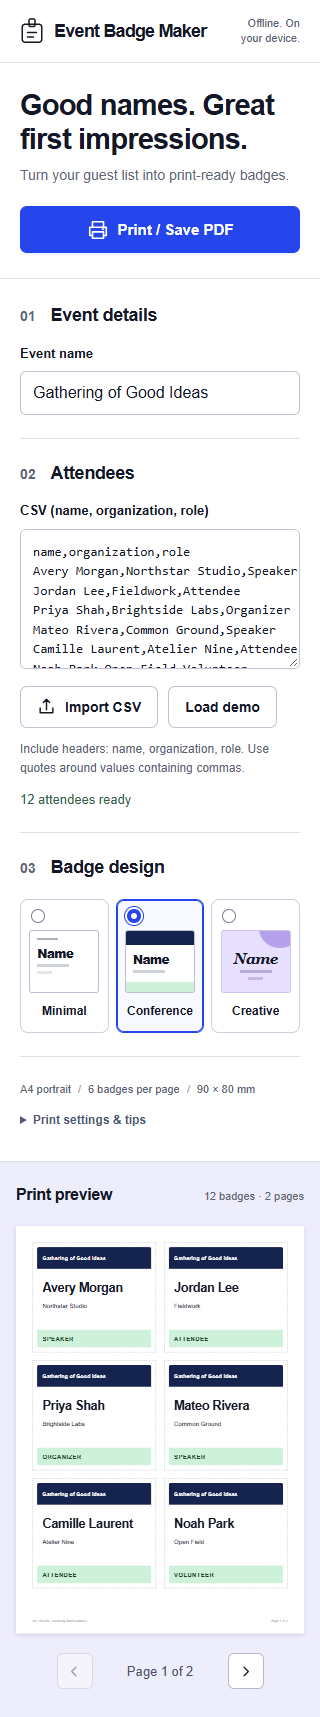 Event Badge Maker
Offline. On
your device.
Good names. Great
first impressions.
Turn your guest list into print-ready badges.
Print / Save PDF
01 Event details
Event name
Gathering of Good Ideas
02 Attendees
CSV (name, organization, role)
name,organization,role
Avery Morgan,Northstar Studio,Speaker
Jordan Lee,Fieldwork,Attendee
Priya Shah,Brightside Labs,Organizer
Mateo Rivera,Common Ground,Speaker
Camille Laurent,Atelier Nine,Attendee
Noah Park,Open Field,Volunteer
Import CSV
Load demo
Include headers: name, organization, role. Use
quotes around values containing commas.
12 attendees ready
03 Badge design
Name
Minimal
Name
Conference
Name
Creative
A4 portrait / 6 badges per page / 90 × 80 mm
Print settings & tips
Print preview
12 badges · 2 pages
Gathering of Good Ideas
Avery Morgan
Northstar Studio
SPEAKER
Gathering of Good Ideas
Jordan Lee
Fieldwork
ATTENDEE
Gathering of Good Ideas
Priya Shah
Brightside Labs
ORGANIZER
Gathering of Good Ideas
Mateo Rivera
Common Ground
SPEAKER
Gathering of Good Ideas
Camille Laurent
Atelier Nine
ATTENDEE
Gathering of Good Ideas
Noah Park
Open Field
VOLUNTEER
Page 1 of 2